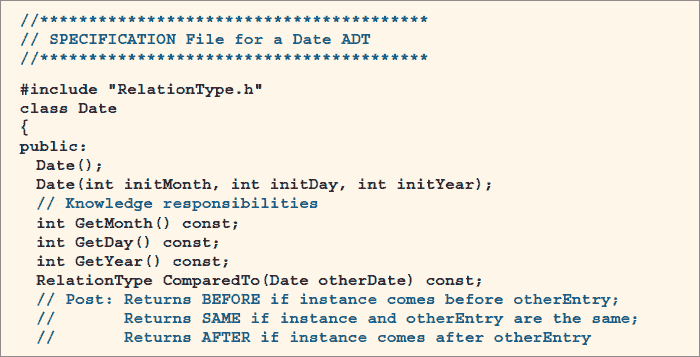 //****************************************
// SPECIFICATION File for a Date ADT
//****************************************
#include "RelationType.h"
class Date
{
public:
Date();
Date(int initMonth, int initDay, int initYear);
// Knowledge responsibilities
int GetMonth() const;
int GetDay() const;
int GetYear() const;
RelationType ComparedTo(Date otherDate) const;
// Post: Returns BEFORE if instance comes before otherEntry;
//       Returns SAME if instance and otherEntry are the same;
//       Returns AFTER if instance comes after otherEntry